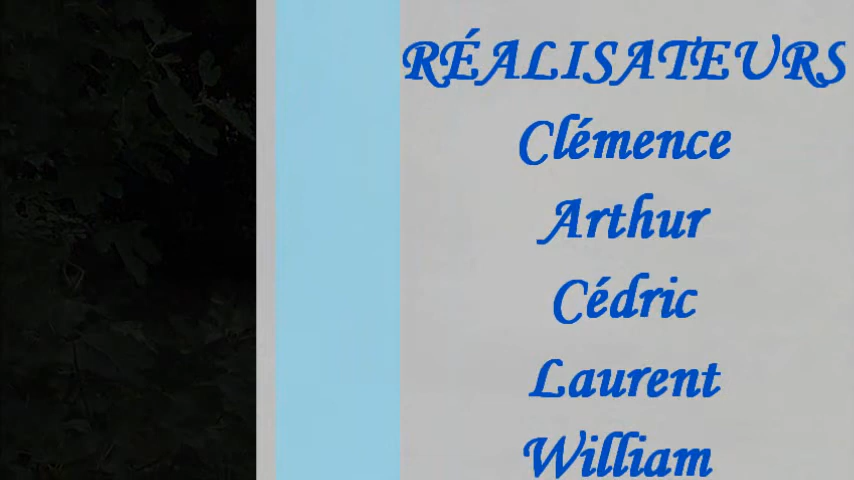 RÉALISATEURS
Clémence
Arthur
Cédric
Laurent
William